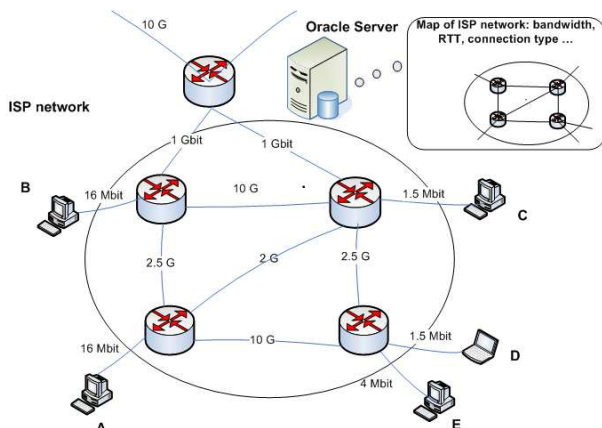 10 G
Oracle Server
Map of ISP network: bandwidth,
RTT, connection type ...
ISP network
1 Gbit
1 Gbit
B
16 Mbit
10 G
1.5 Mbit
C
2.5 G
2 G
2.5 G
16 Mbit
10 G
1.5 Mbit
D
4 Mbit
E
A